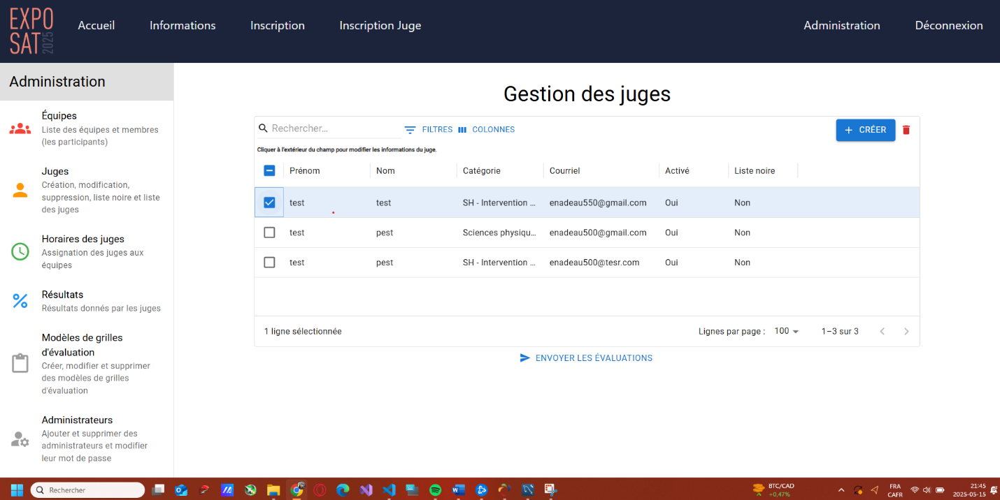 EXPO
SAT 2025
Accueil Informations Inscription Inscription Juge Administration Déconnexion
Administration
Équipes
Liste des équipes et membres
(les participants)
Juges
Création, modification,
suppression, liste noire et liste
des juges
Horaires des juges
Assignation des juges aux
équipes
Résultats
Résultats donnés par les juges
Modèles de grilles
d'évaluation
Créer, modifier et supprimer
des modèles de grilles
d'évaluation
Administrateurs
Ajouter et supprimer des
administrateurs et modifier
leur mot de passe
Gestion des juges
Rechercher... FILTRES COLONNES + CRÉER
Cliquer à l'extérieur du champ pour modifier les informations du juge.
Prénom Nom Catégorie Courriel Activé Liste noire
test test SH - Intervention ... enadeau550@gmail.com Oui Non
test pest Sciences physiqu... enadeau500@gmail.com Oui Non
test pest SH - Intervention ... enadeau500@tesr.com Oui Non
1 ligne sélectionnée Lignes par page : 100 1–3 sur 3
ENVOYER LES ÉVALUATIONS
Rechercher
BTC/CAD
+0,47%
FRA
CAFR
21:45
2025-05-15